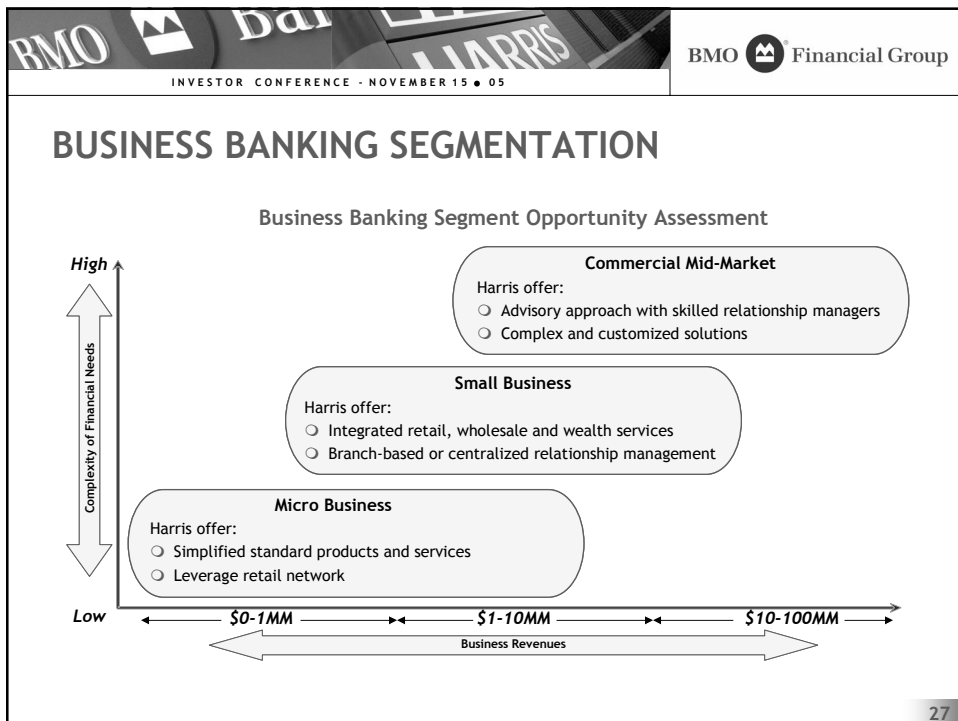 BMO
Ba
HARRIS
BMO Financial Group
INVESTOR CONFERENCE - NOVEMBER 15 ● 05
BUSINESS BANKING SEGMENTATION
Business Banking Segment Opportunity Assessment
High
Complexity of Financial Needs
Low
Commercial Mid-Market
Harris offer:
❍ Advisory approach with skilled relationship managers
❍ Complex and customized solutions
Small Business
Harris offer:
❍ Integrated retail, wholesale and wealth services
❍ Branch-based or centralized relationship management
Micro Business
Harris offer:
❍ Simplified standard products and services
❍ Leverage retail network
$0-1MM $1-10MM $10-100MM
Business Revenues
27